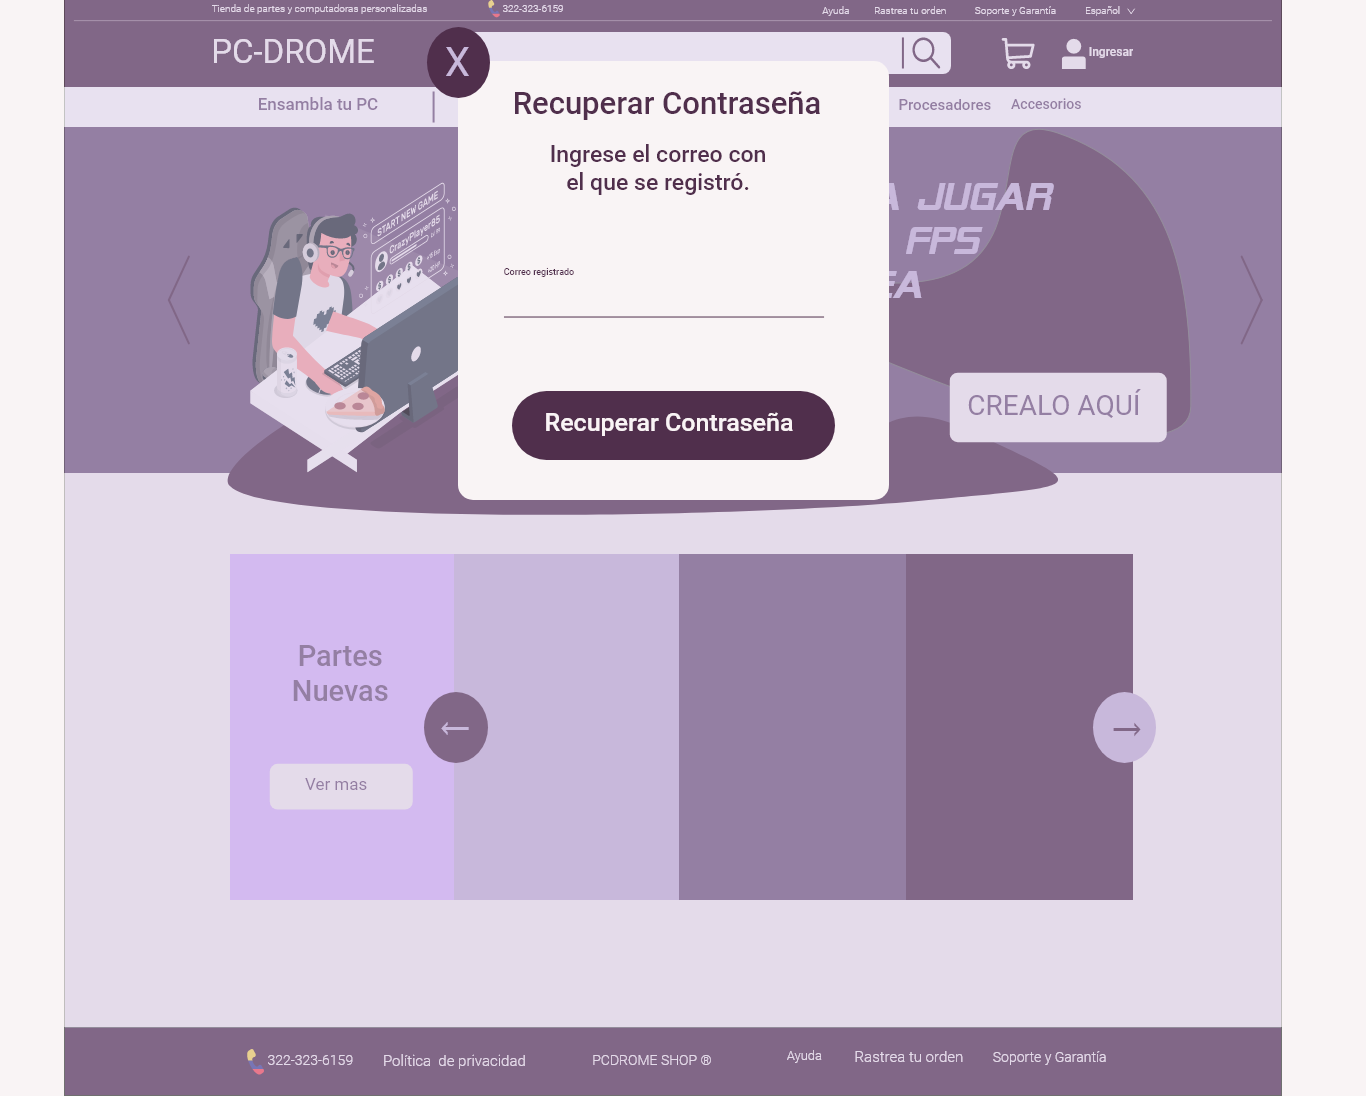 Tienda de partes y computadoras personalizadas
322-323-6159
Ayuda
Rastrea tu orden
Soporte y Garantía
Español
PC-DROME
X
Ingresar
Ensambla tu PC
Procesadores
Accesorios
Recuperar Contraseña
Ingrese el correo con
el que se registró.
Correo registrado
Recuperar Contraseña
START NEW GAME
CrazyPlayer85
A JUGAR
FPS
EA
CREALO AQUÍ
Partes
Nuevas
Ver mas
322-323-6159
Política de privacidad
PCDROME SHOP ®
Ayuda
Rastrea tu orden
Soporte y Garantía